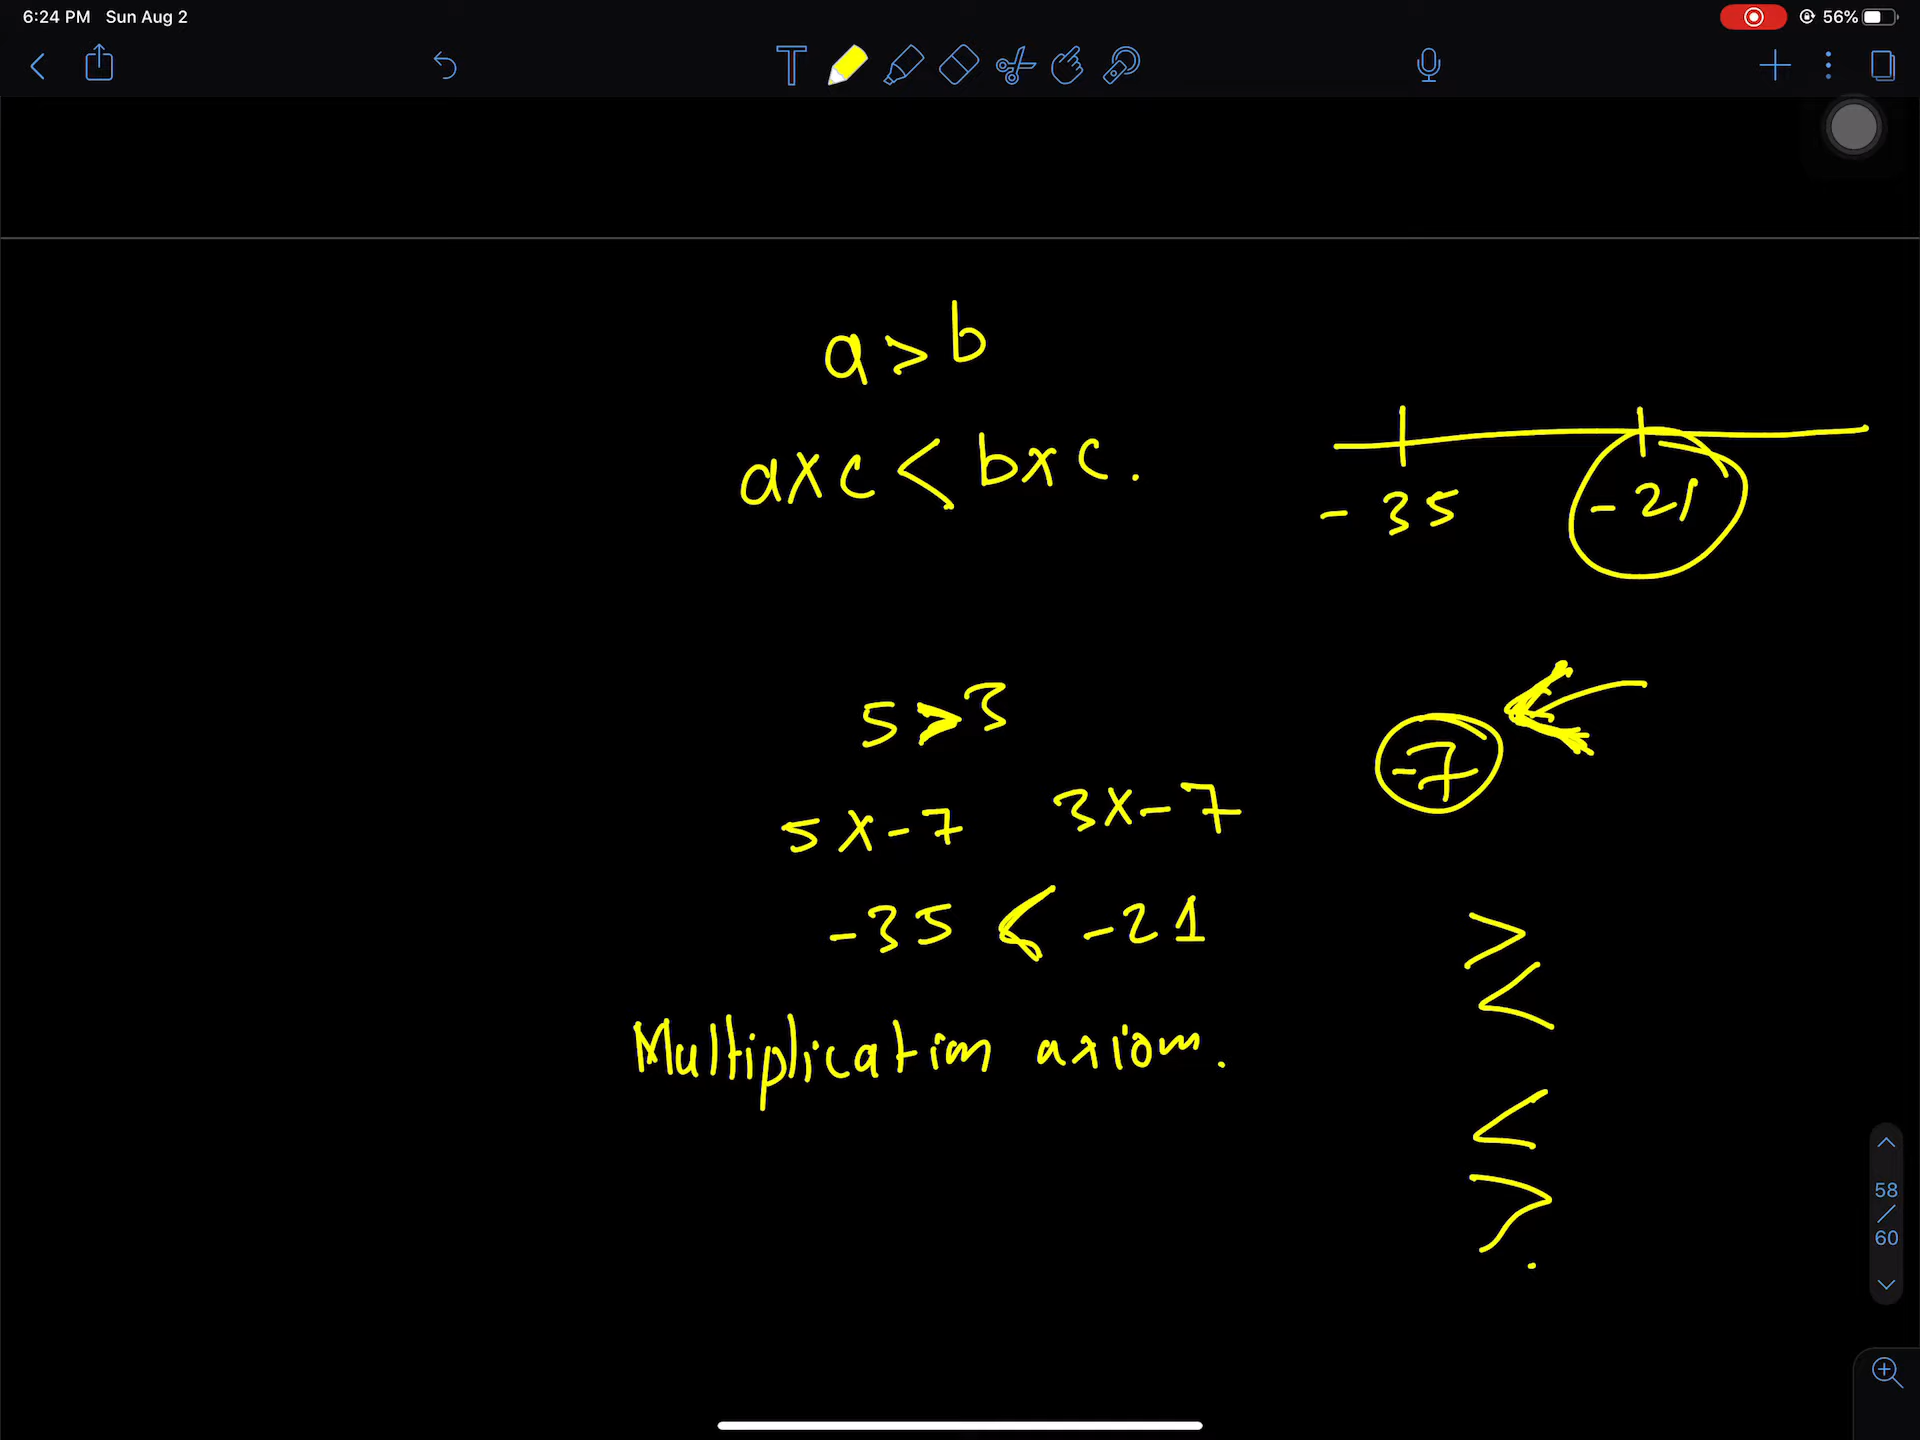 6:24 PM Sun Aug 2
56%
T
a > b
a x c < b x c.
- 35
- 21
5 > 3
-7
5 x - 7 3 x - 7
-35 < -21
>
<
Multiplication axiom.
<
>
.
58
/
60